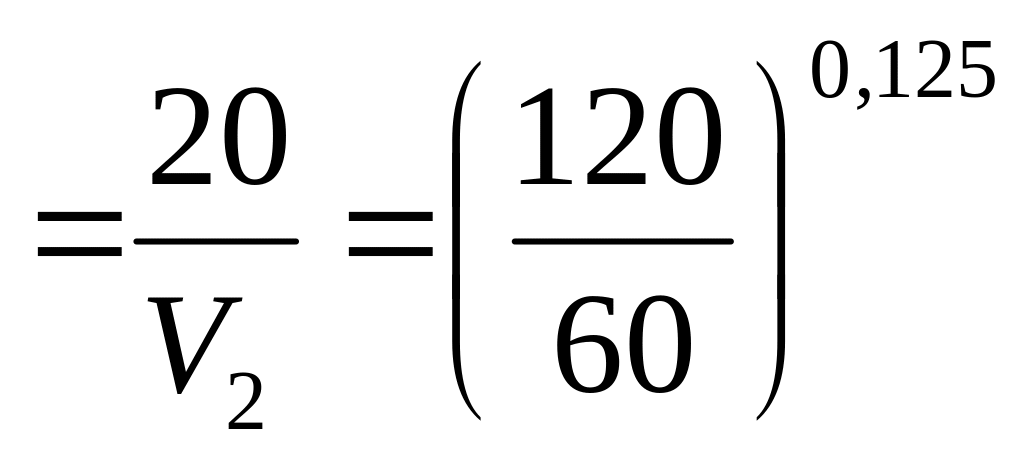 = 20/V₂ = (120/60)^0,125